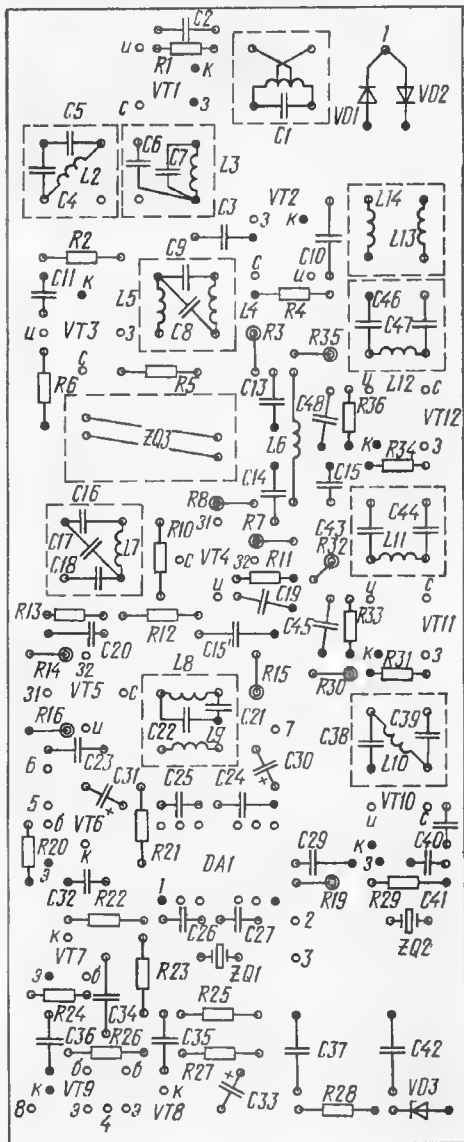 C2
и
R1
К
VT1
с
З
C1
1
VD1
VD2
C5
C4
L2
C6
C7
L3
C3
VT2
З
К
C10
с
и
R4
L14
L13
R2
C11
К
и
VT3
З
с
C9
L5
C8
L4
R3
R35
C46
C47
L12
R6
R5
C13
L6
C48
и
R36
с
VT12
К
З
R34
ZQ3
C14
C15
R8
31
R7
C43
R32
C44
L11
C16
C17
C18
L7
R10
с
VT4
32
R11
и
C19
R13
C20
R12
C15
C45
и
R33
с
VT11
К
З
R31
R14
32
31
VT5
с
R15
R30
L8
C21
C22
L9
R16
и
C23
7
C30
C38
C39
L10
6
5
C31
+
C25
C24
+
VT10
и
с
б
VT6
R20
К
э
R21
DA1
C29
К
З
C40
C32
R22
1
R19
R29
C41
C26
C27
2
К
VT7
R23
ZQ1
3
ZQ2
э
б
R24
C34
R25
C36
R26
C35
R27
C37
C42
К
б
б
К
+
VT9
VT8
C33
R28
VD3
8
э
4
э